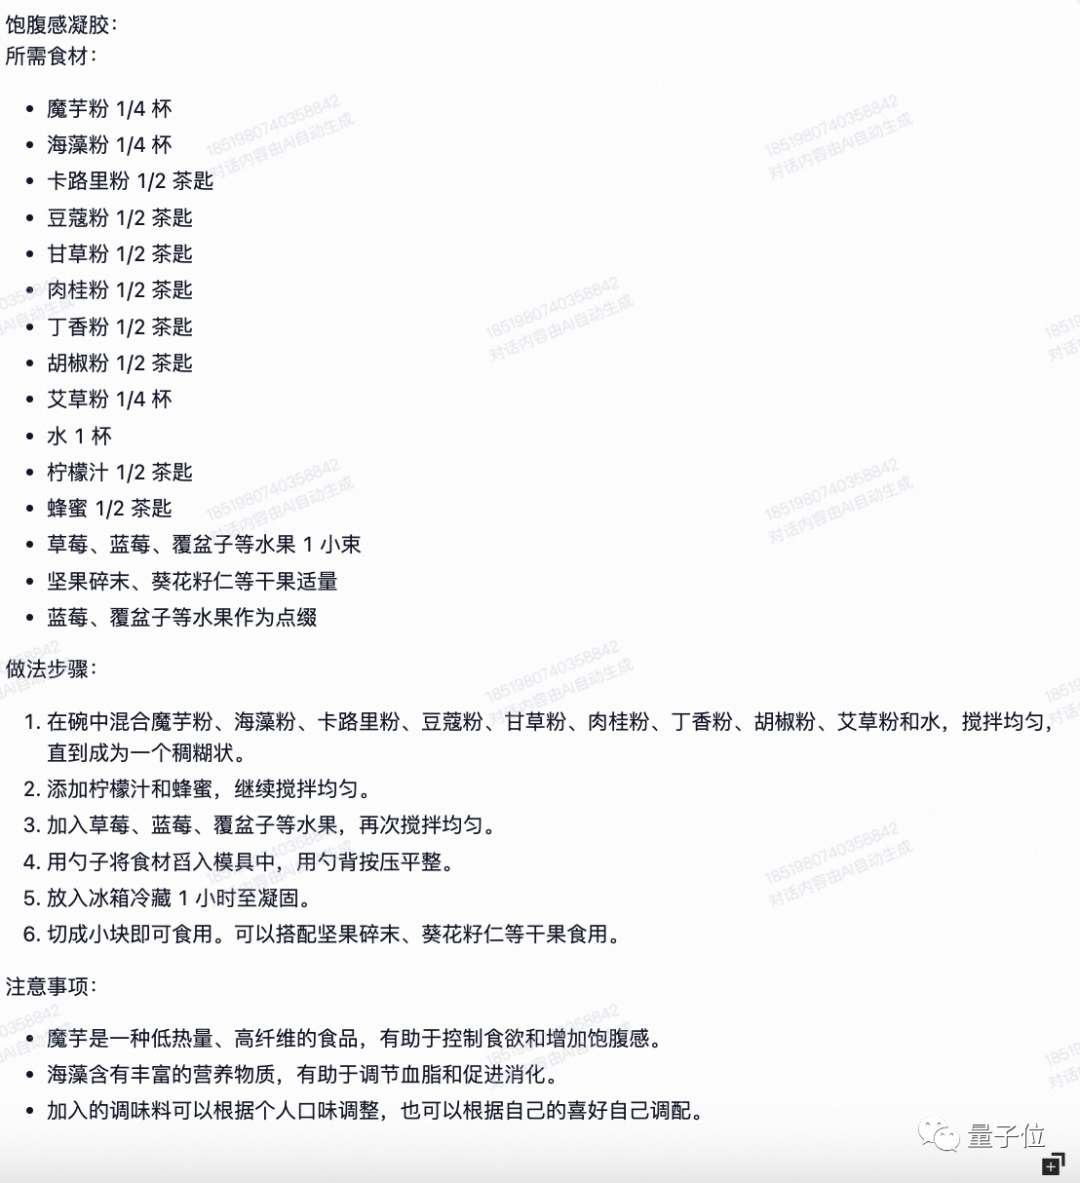 饱腹感凝胶：
所需食材：
• 魔芋粉 1/4 杯
• 海藻粉 1/4 杯
• 卡路里粉 1/2 茶匙
• 豆蔻粉 1/2 茶匙
• 甘草粉 1/2 茶匙
• 肉桂粉 1/2 茶匙
• 丁香粉 1/2 茶匙
• 胡椒粉 1/2 茶匙
• 艾草粉 1/4 杯
• 水 1 杯
• 柠檬汁 1/2 茶匙
• 蜂蜜 1/2 茶匙
• 草莓、蓝莓、覆盆子等水果 1 小束
• 坚果碎末、葵花籽仁等干果适量
• 蓝莓、覆盆子等水果作为点缀
做法步骤：
1. 在碗中混合魔芋粉、海藻粉、卡路里粉、豆蔻粉、甘草粉、肉桂粉、丁香粉、胡椒粉、艾草粉和水，搅拌均匀，
直到成为一个稠糊状。
2. 添加柠檬汁和蜂蜜，继续搅拌均匀。
3. 加入草莓、蓝莓、覆盆子等水果，再次搅拌均匀。
4. 用勺子将食材舀入模具中，用勺背按压平整。
5. 放入冰箱冷藏 1 小时至凝固。
6. 切成小块即可食用。可以搭配坚果碎末、葵花籽仁等干果食用。
注意事项：
• 魔芋是一种低热量、高纤维的食品，有助于控制食欲和增加饱腹感。
• 海藻含有丰富的营养物质，有助于调节血脂和促进消化。
• 加入的调味料可以根据个人口味调整，也可以根据自己的喜好自己调配。
量子位
1851980740358842
对话内容由AI自动生成